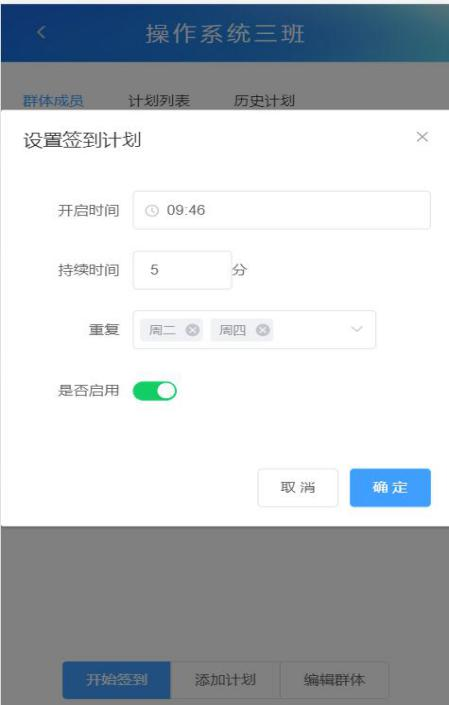 操作系统三班
群体成员 计划列表 历史计划
设置签到计划
开启时间 09:46
持续时间 5 分
重复 周二 周四
是否启用
取消 确定
开始签到 添加计划 编辑群体